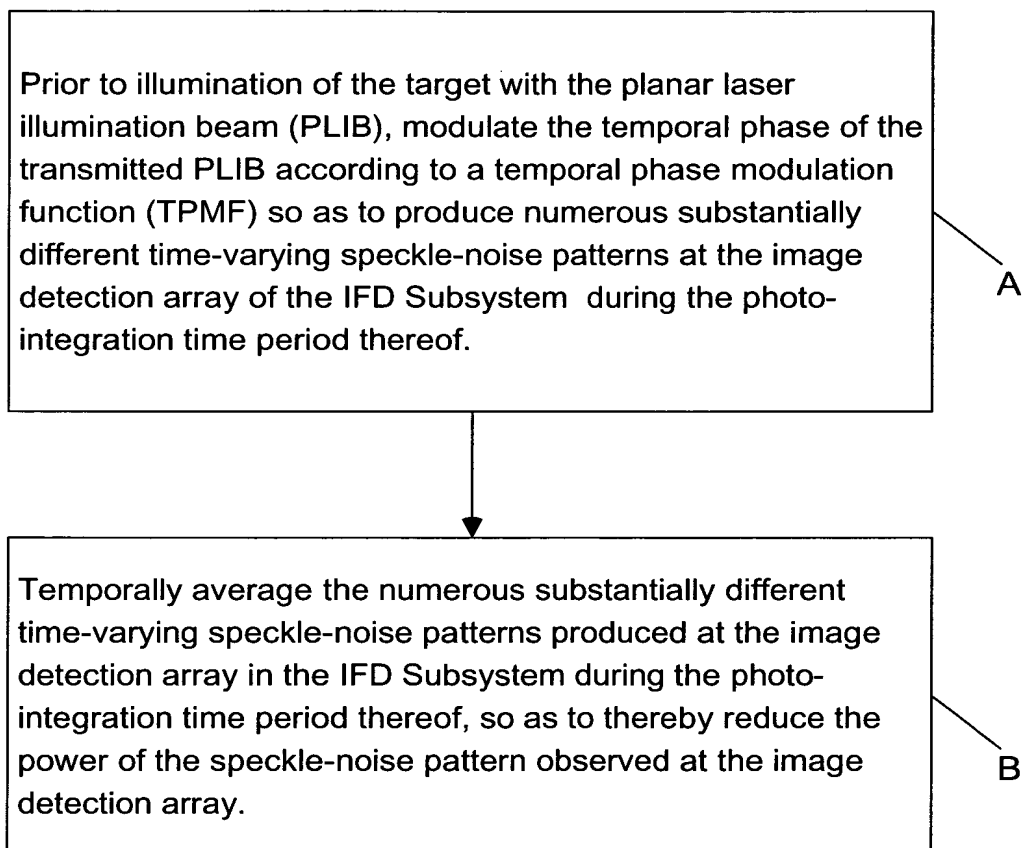 Prior to illumination of the target with the planar laser
illumination beam (PLIB), modulate the temporal phase of the
transmitted PLIB according to a temporal phase modulation
function (TPMF) so as to produce numerous substantially
different time-varying speckle-noise patterns at the image
detection array of the IFD Subsystem during the photo-
integration time period thereof.
A
Temporally average the numerous substantially different
time-varying speckle-noise patterns produced at the image
detection array in the IFD Subsystem during the photo-
integration time period thereof, so as to thereby reduce the
power of the speckle-noise pattern observed at the image
detection array.
B